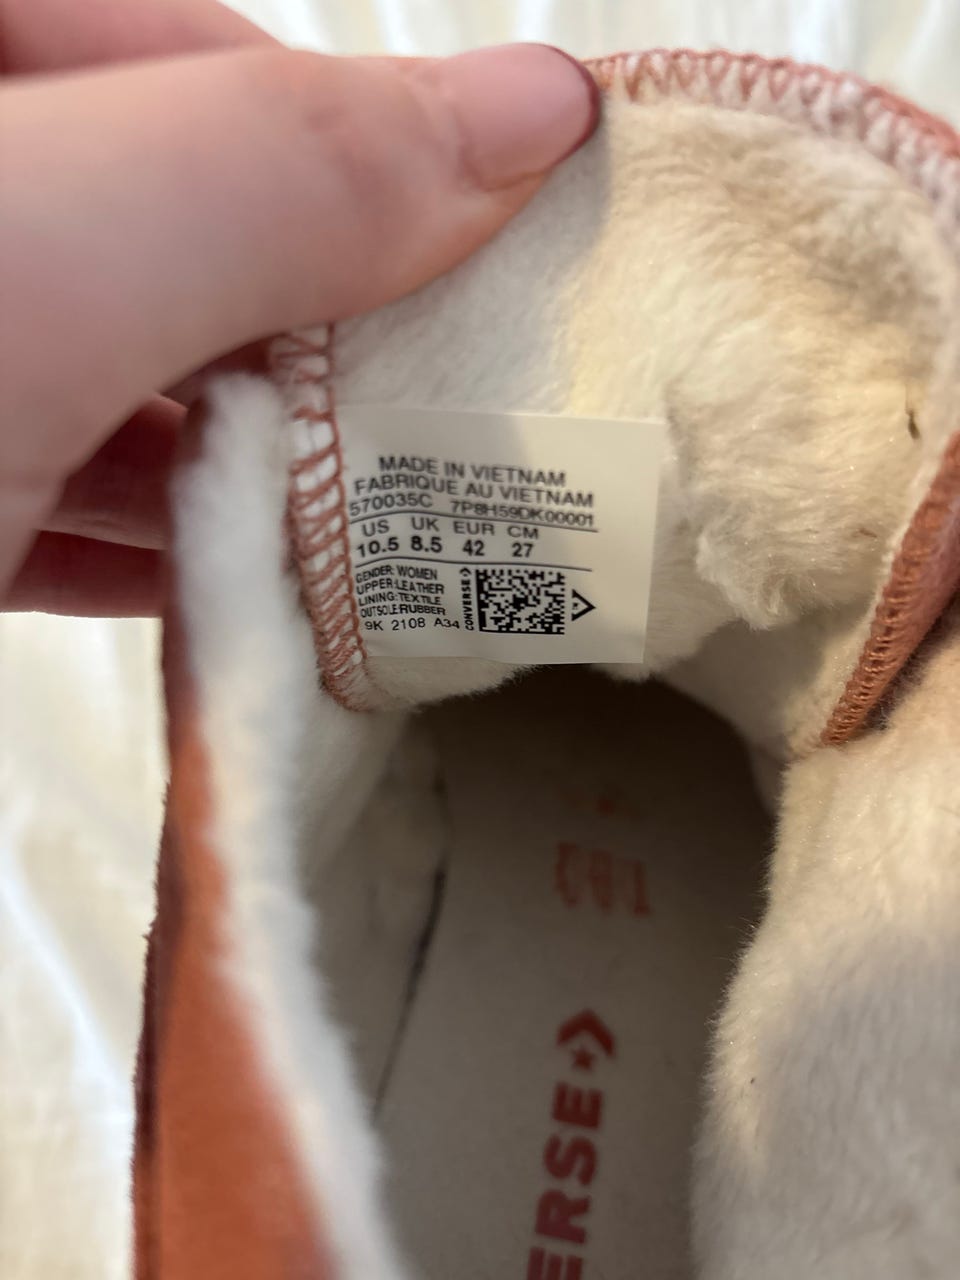 MADE IN VIETNAM
FABRIQUE AU VIETNAM
570035C 7P8H59DK00001
US UK EUR CM
10.5 8.5 42 27
GENDER:WOMEN
UPPER:LEATHER
LINING:TEXTILE
OUTSOLE:RUBBER
9K 2108 A34
CONVERSE
ERSE